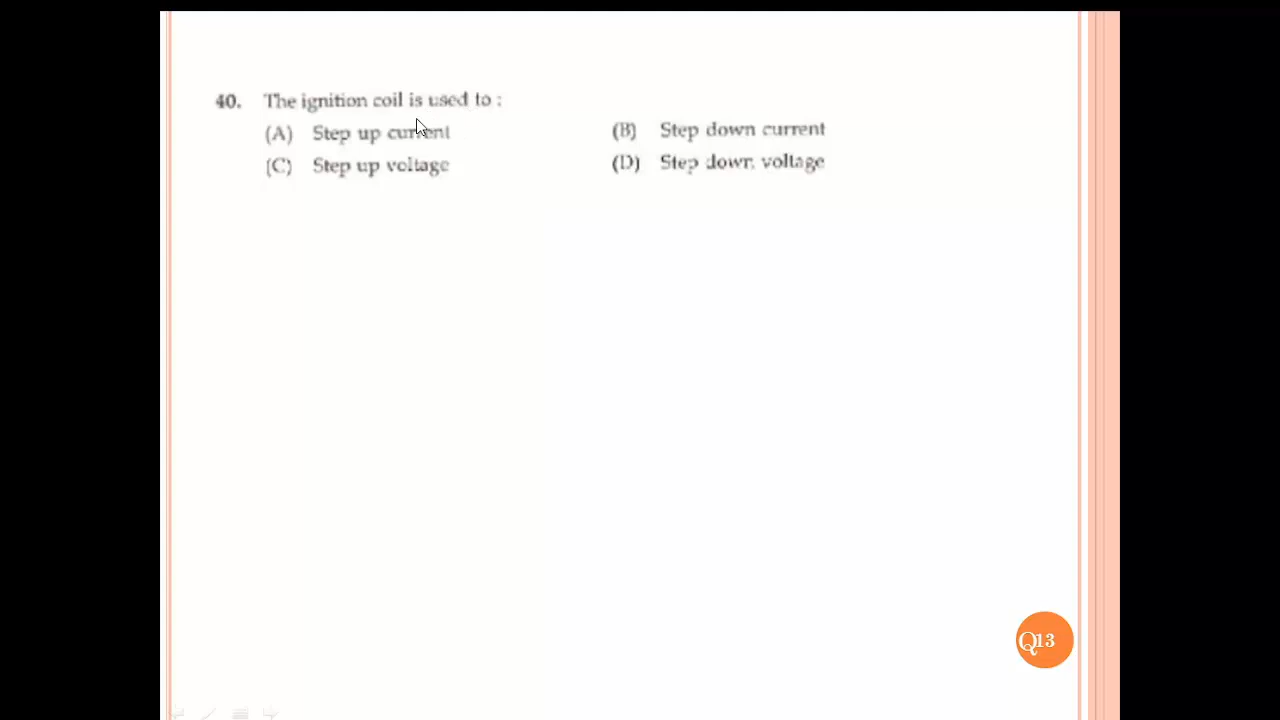 40. The ignition coil is used to :
(A) Step up current (B) Step down current
(C) Step up voltage (D) Step down voltage
Q13